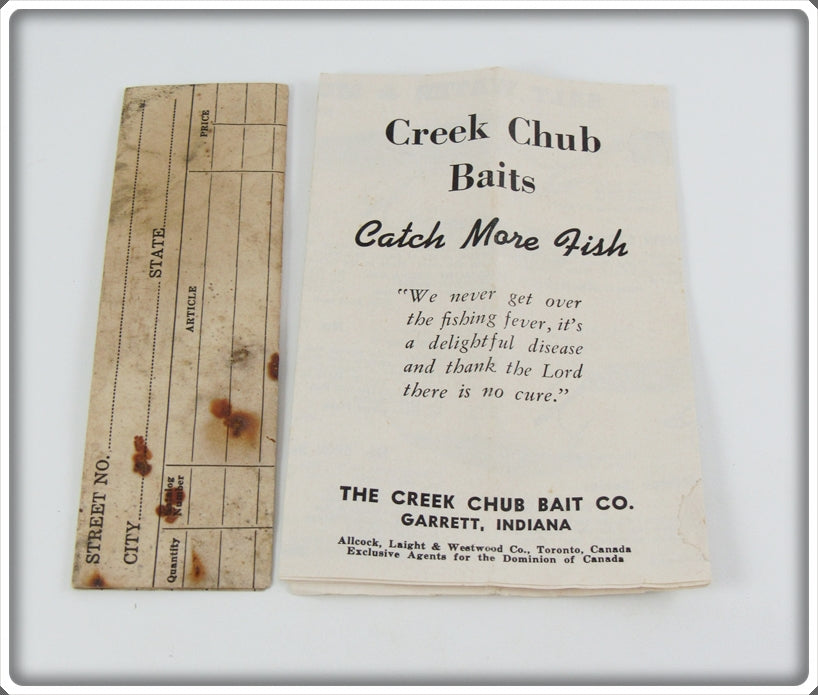 STREET NO.
CITY
STATE
Quantity
Catalog Number
ARTICLE
PRICE
Creek Chub
Baits
Catch More Fish
"We never get over
the fishing fever, it's
a delightful disease
and thank the Lord
there is no cure."
THE CREEK CHUB BAIT CO.
GARRETT, INDIANA
Allcock, Laight & Westwood Co., Toronto, Canada
Exclusive Agents for the Dominion of Canada